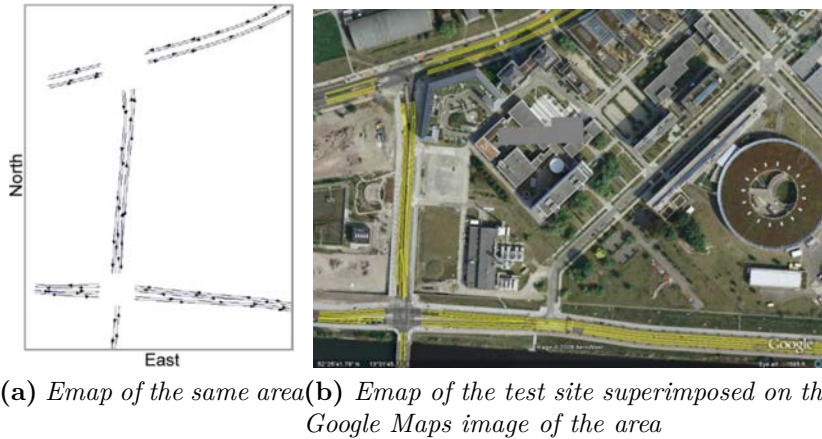 North
East
Google
(a) Emap of the same area
(b) Emap of the test site superimposed on th
Google Maps image of the area